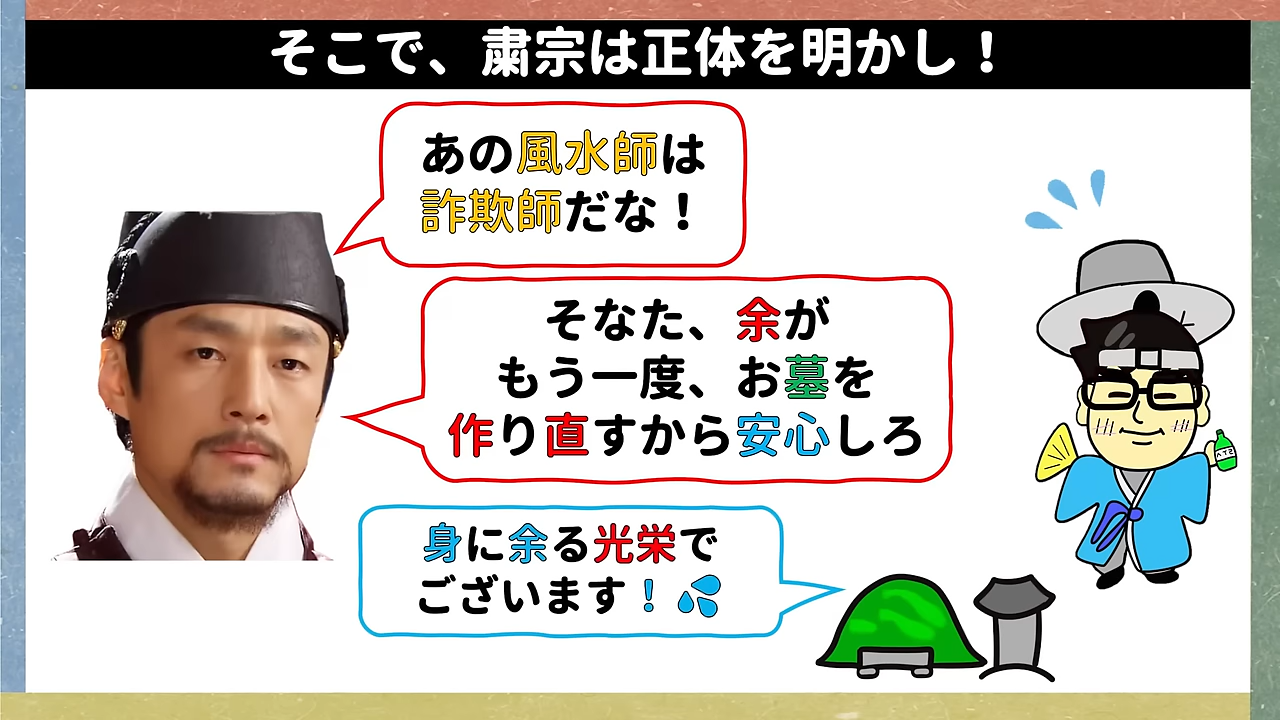 そこで、粛宗は正体を明かし！
あの風水師は
詐欺師だな！
そなた、余が
もう一度、お墓を
作り直すから安心しろ
身に余る光栄で
ございます！